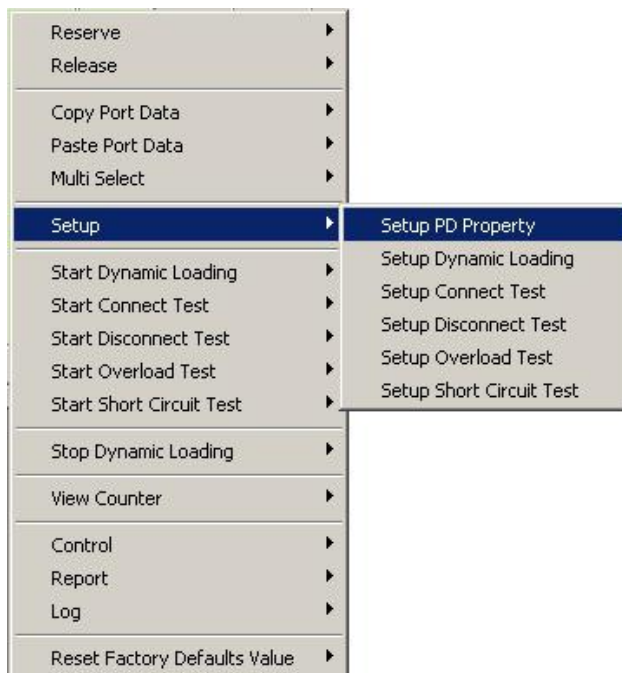 Reserve
Release
Copy Port Data
Paste Port Data
Multi Select
Setup
Setup PD Property
Setup Dynamic Loading
Setup Connect Test
Setup Disconnect Test
Setup Overload Test
Setup Short Circuit Test
Start Dynamic Loading
Start Connect Test
Start Disconnect Test
Start Overload Test
Start Short Circuit Test
Stop Dynamic Loading
View Counter
Control
Report
Log
Reset Factory Defaults Value